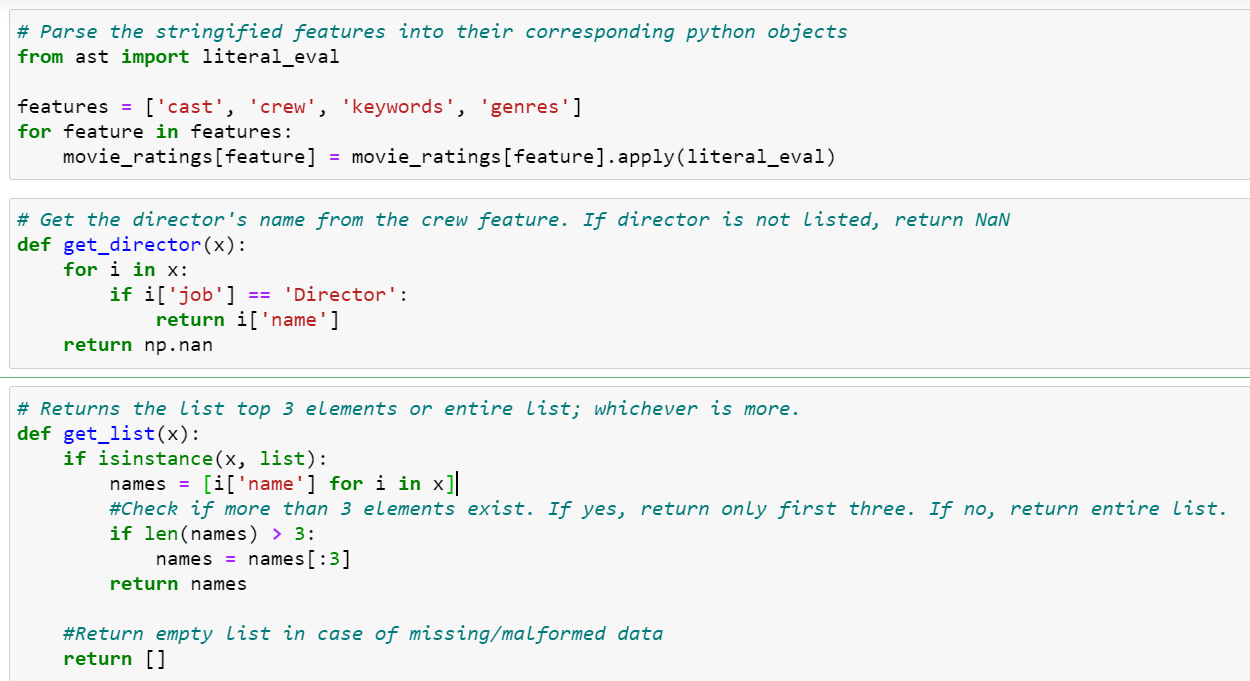 # Parse the stringified features into their corresponding python objects
from ast import literal_eval

features = ['cast', 'crew', 'keywords', 'genres']
for feature in features:
    movie_ratings[feature] = movie_ratings[feature].apply(literal_eval)

# Get the director's name from the crew feature. If director is not listed, return NaN
def get_director(x):
    for i in x:
        if i['job'] == 'Director':
            return i['name']
    return np.nan

# Returns the list top 3 elements or entire list; whichever is more.
def get_list(x):
    if isinstance(x, list):
        names = [i['name'] for i in x]
        #Check if more than 3 elements exist. If yes, return only first three. If no, return entire list.
        if len(names) > 3:
            names = names[:3]
        return names

    #Return empty list in case of missing/malformed data
    return []